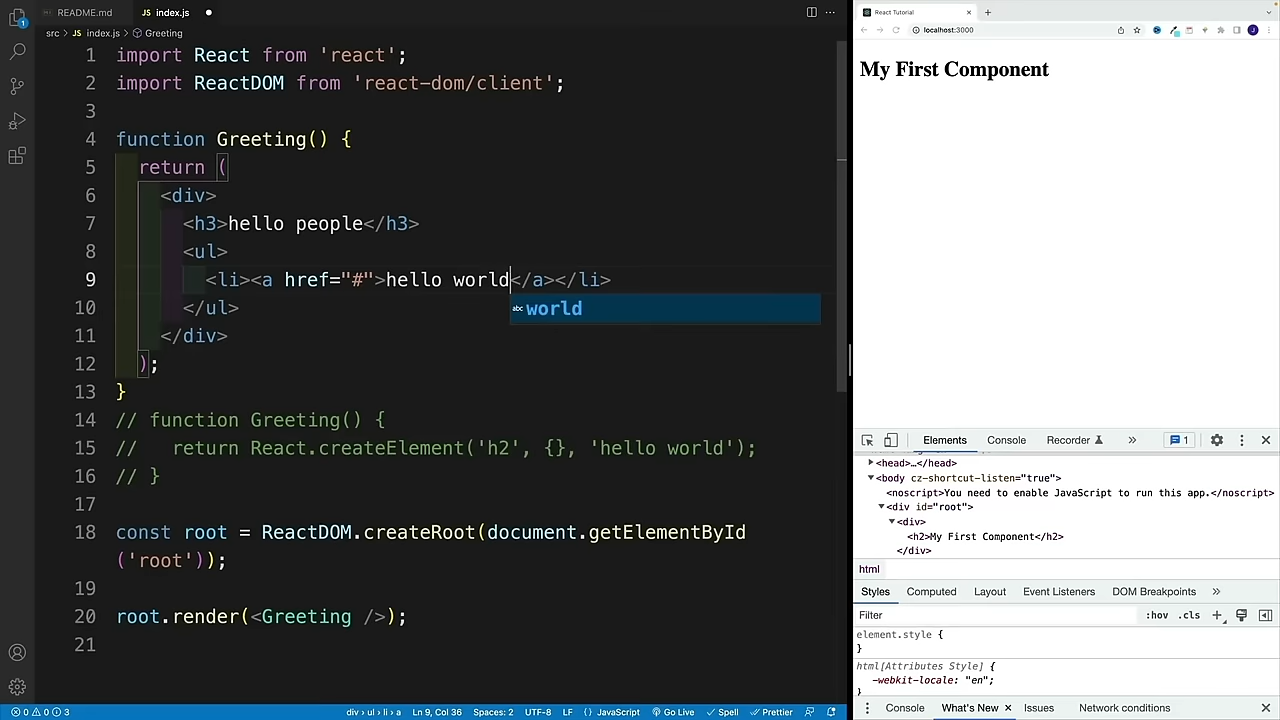 README.md
JS index.js
src > JS index.js > Greeting
1 import React from 'react';
2 import ReactDOM from 'react-dom/client';
3
4 function Greeting() {
5 return (
6 <div>
7 <h3>hello people</h3>
8 <ul>
9 <li><a href="#">hello world</a></li>
abc world
10 </ul>
11 </div>
12 );
13 }
14 // function Greeting() {
15 //   return React.createElement('h2', {}, 'hello world');
16 // }
17
18 const root = ReactDOM.createRoot(document.getElementById
('root'));
19
20 root.render(<Greeting />);
21
1
0 0 3
div > ul > li > a
Ln 9, Col 36
Spaces: 2
UTF-8
LF
{} JavaScript
Go Live
Spell
Prettier
React Tutorial
localhost:3000
J
My First Component
Elements
Console
Recorder
1
<head>…</head>
<body cz-shortcut-listen="true">
<noscript>You need to enable JavaScript to run this app.</noscript>
<div id="root">
<div>
<h2>My First Component</h2>
</div>
html
Styles
Computed
Layout
Event Listeners
DOM Breakpoints
Filter
:hov .cls
element.style {
}
html[Attributes Style] {
-webkit-locale: "en";
}
Console
What's New
Issues
Network conditions